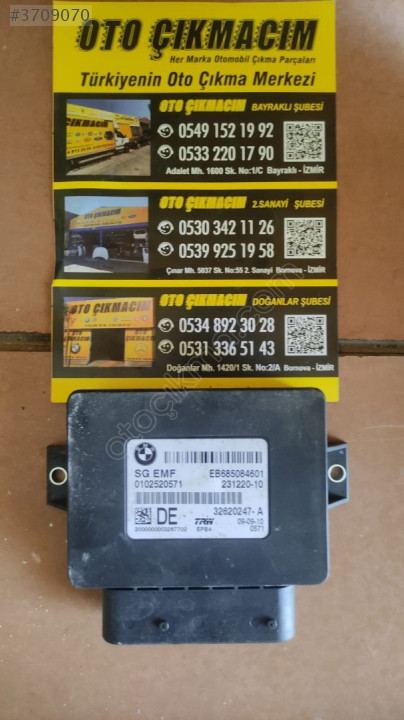 #3709070
OTO ÇIKMACIM
Her Marka Otomobil Çıkma Parçaları
Türkiyenin Oto Çıkma Merkezi
OTO ÇIKMACIM BAYRAKLI ŞUBESİ
0549 152 19 92
0533 220 17 90
Adalet Mh. 1600 Sk. No:1/C Bayraklı - İZMİR
OTO ÇIKMACIM 2.SANAYİ ŞUBESİ
0530 342 11 26
0539 925 19 58
Çınar Mh. 5037 Sk. No:55 2. Sanayi Bornova - İZMİR
OTO ÇIKMACIM DOĞANLAR ŞUBESİ
0534 892 30 28
0531 336 51 43
Doğanlar Mh. 1420/1 Sk. No:2/A Bornova - İZMİR
BMW
SG EMF EB685084601
0102520571 231220-10
DE 32620247-A
TRW 09-09-10
EPB4 0571